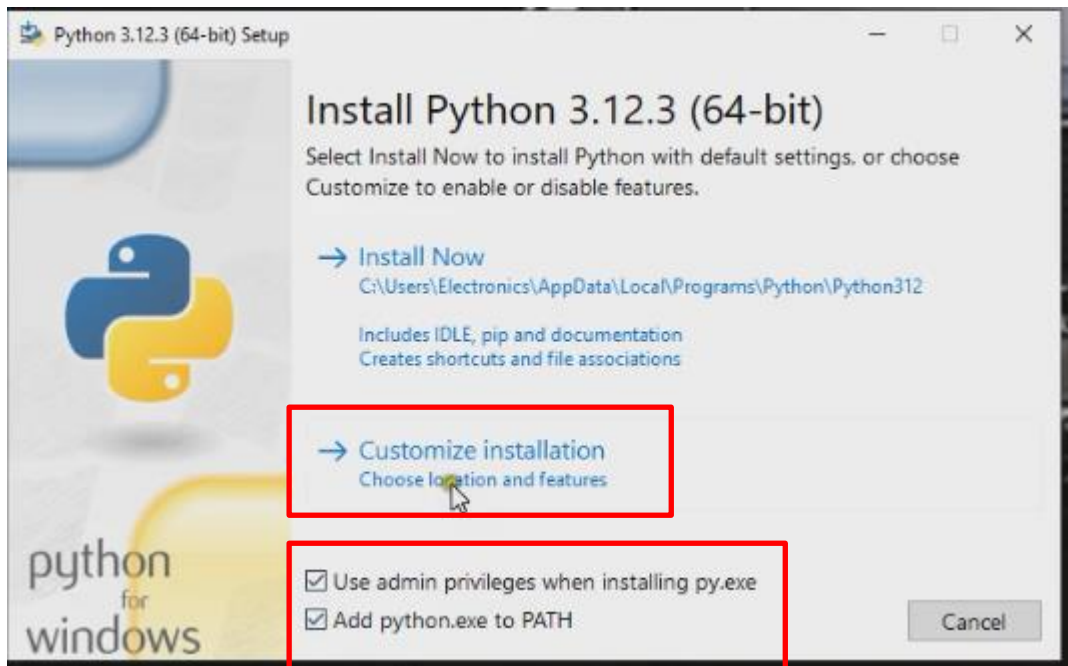 Python 3.12.3 (64-bit) Setup
Install Python 3.12.3 (64-bit)
Select Install Now to install Python with default settings, or choose
Customize to enable or disable features.
Install Now
C:\Users\Electronics\AppData\Local\Programs\Python\Python312
Includes IDLE, pip and documentation
Creates shortcuts and file associations
Customize installation
Choose location and features
Use admin privileges when installing py.exe
Add python.exe to PATH
Cancel
python
for
windows